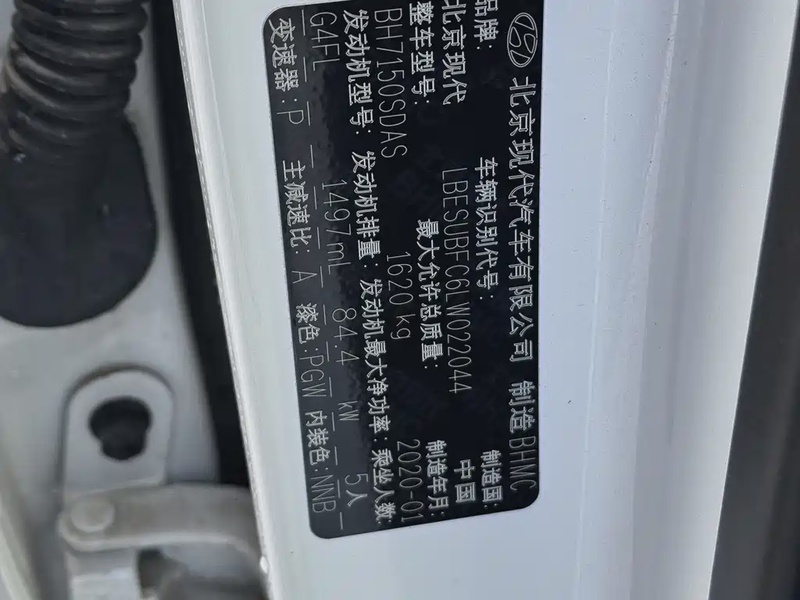 北京现代汽车有限公司 制造 BHMC
品牌: 车辆识别代号: 制造国:
北京现代 LBESUBFC6LW022044 中国
整车型号: 最大允许总质量: 制造年月:
BH7150SDAS 1620 kg 2020-01
发动机型号: 发动机排量: 发动机最大净功率: 乘坐人数:
G4FL 1497mL 84.4 kW 5人
变速器: P 主减速比: A 漆色: PGW 内装色: NNB